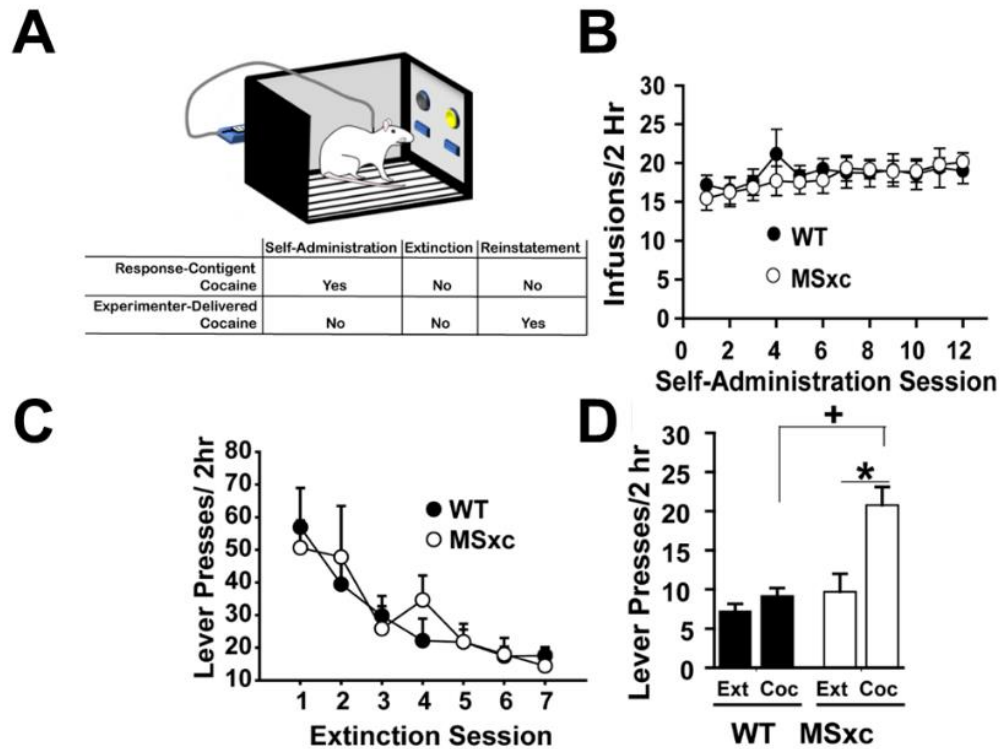 A
Self-Administration Extinction Reinstatement
Response-Contigent
Cocaine Yes No No
Experimenter-Delivered
Cocaine No No Yes
B
Infusions/2 Hr
30
25
20
15
10
5
0
WT
MSxc
0 2 4 6 8 10 12
Self-Administration Session
C
Lever Presses/ 2hr
80
70
60
50
40
30
20
10
WT
MSxc
1 2 3 4 5 6 7
Extinction Session
D
Lever Presses/2 hr
30
25
20
15
10
5
0
+
*
Ext Coc Ext Coc
WT MSxc